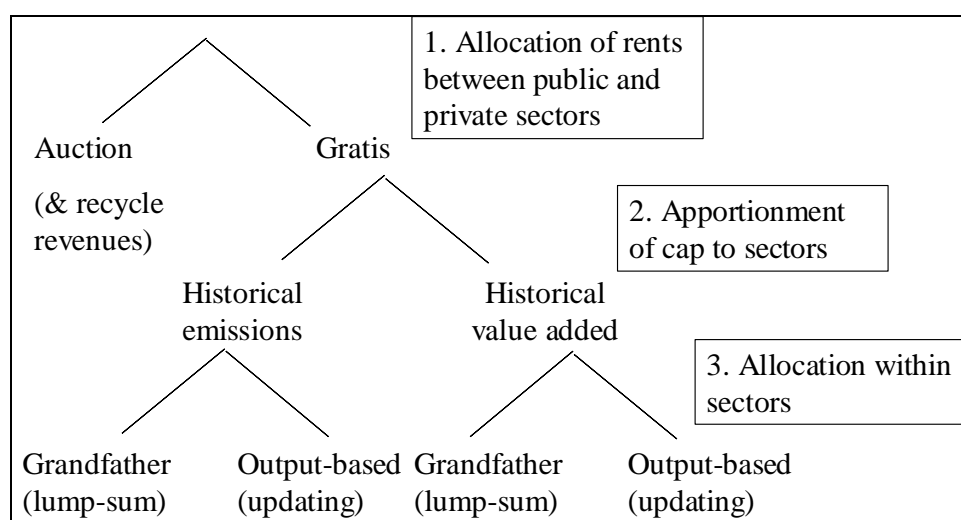 1. Allocation of rents
between public and
private sectors
Auction
Gratis
(& recycle
revenues)
2. Apportionment
of cap to sectors
Historical
emissions
Historical
value added
3. Allocation within
sectors
Grandfather
(lump-sum)
Output-based
(updating)
Grandfather
(lump-sum)
Output-based
(updating)